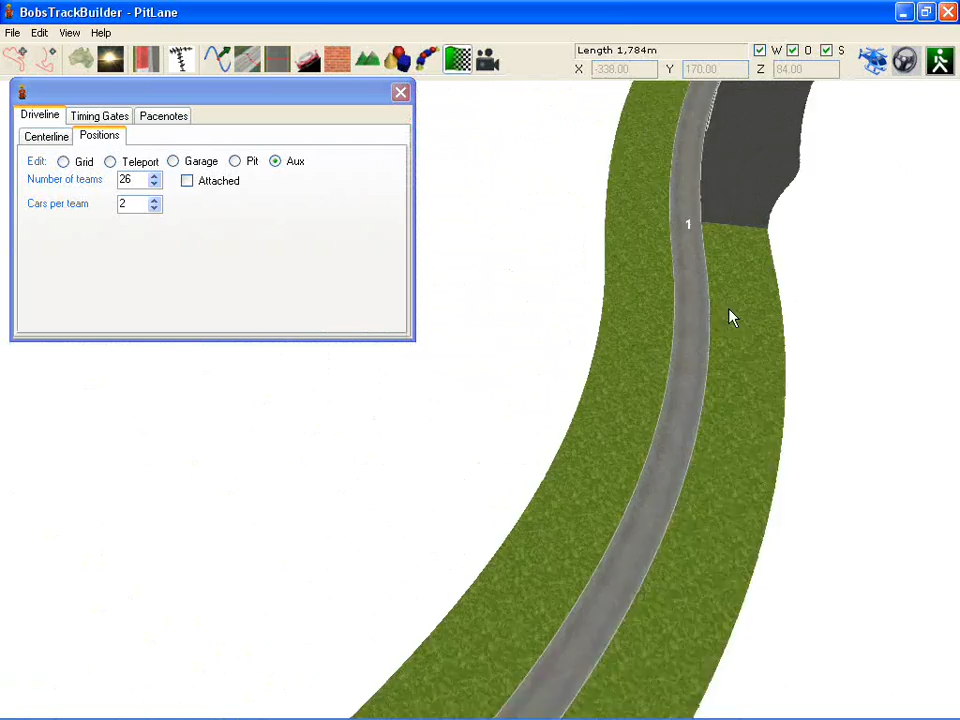 BobsTrackBuilder - PitLane
File Edit View Help
Length 1,784m
W O S
X -338.00 Y 170.00 Z 84.00
Driveline Timing Gates Pacenotes
Centerline Positions
Edit: Grid Teleport Garage Pit Aux
Number of teams 26 Attached
Cars per team 2
1